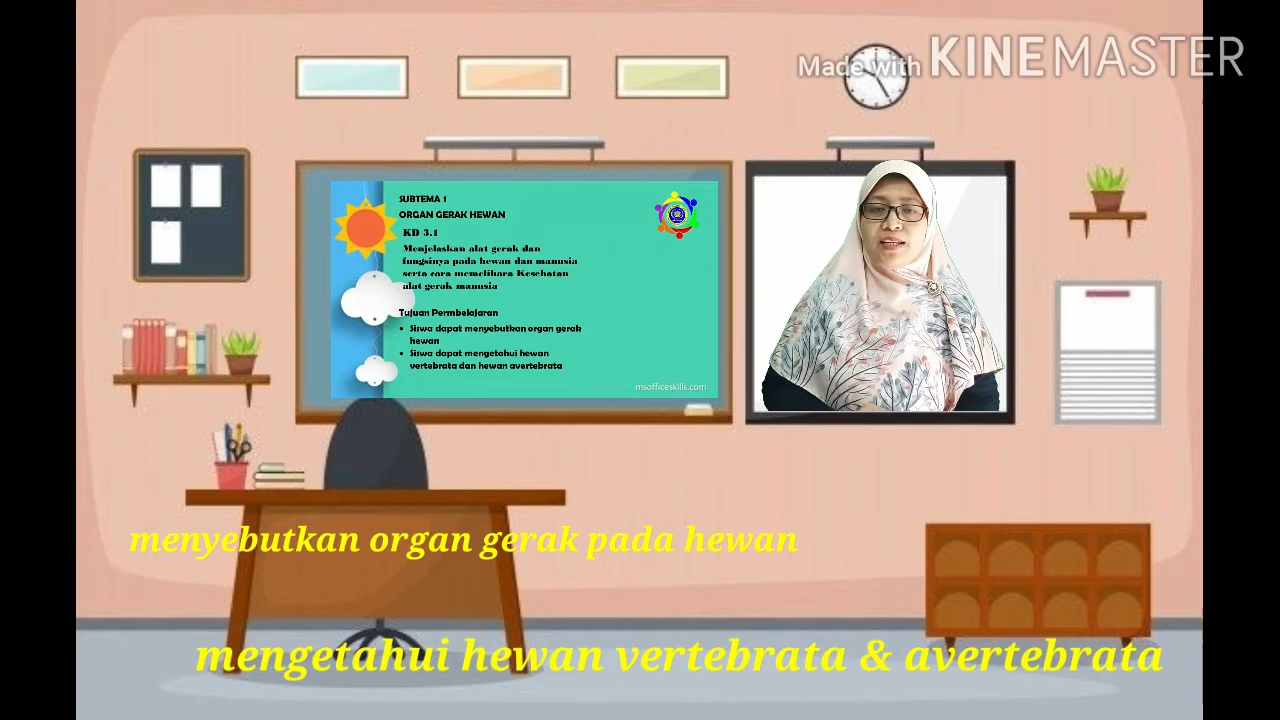 Made with KINEMASTER
SUBTEMA 1
ORGAN GERAK HEWAN
KD 3.1
Menjelaskan alat gerak dan
fungsinya pada hewan dan manusia
serta cara memelihara Kesehatan
alat gerak manusia
Tujuan Permbelajaran
• Siswa dapat menyebutkan organ gerak
hewan
• Siswa dapat mengetahui hewan
vertebrata dan hewan avertebrata
msofficeskills.com
menyebutkan organ gerak pada hewan
mengetahui hewan vertebrata & avertebrata